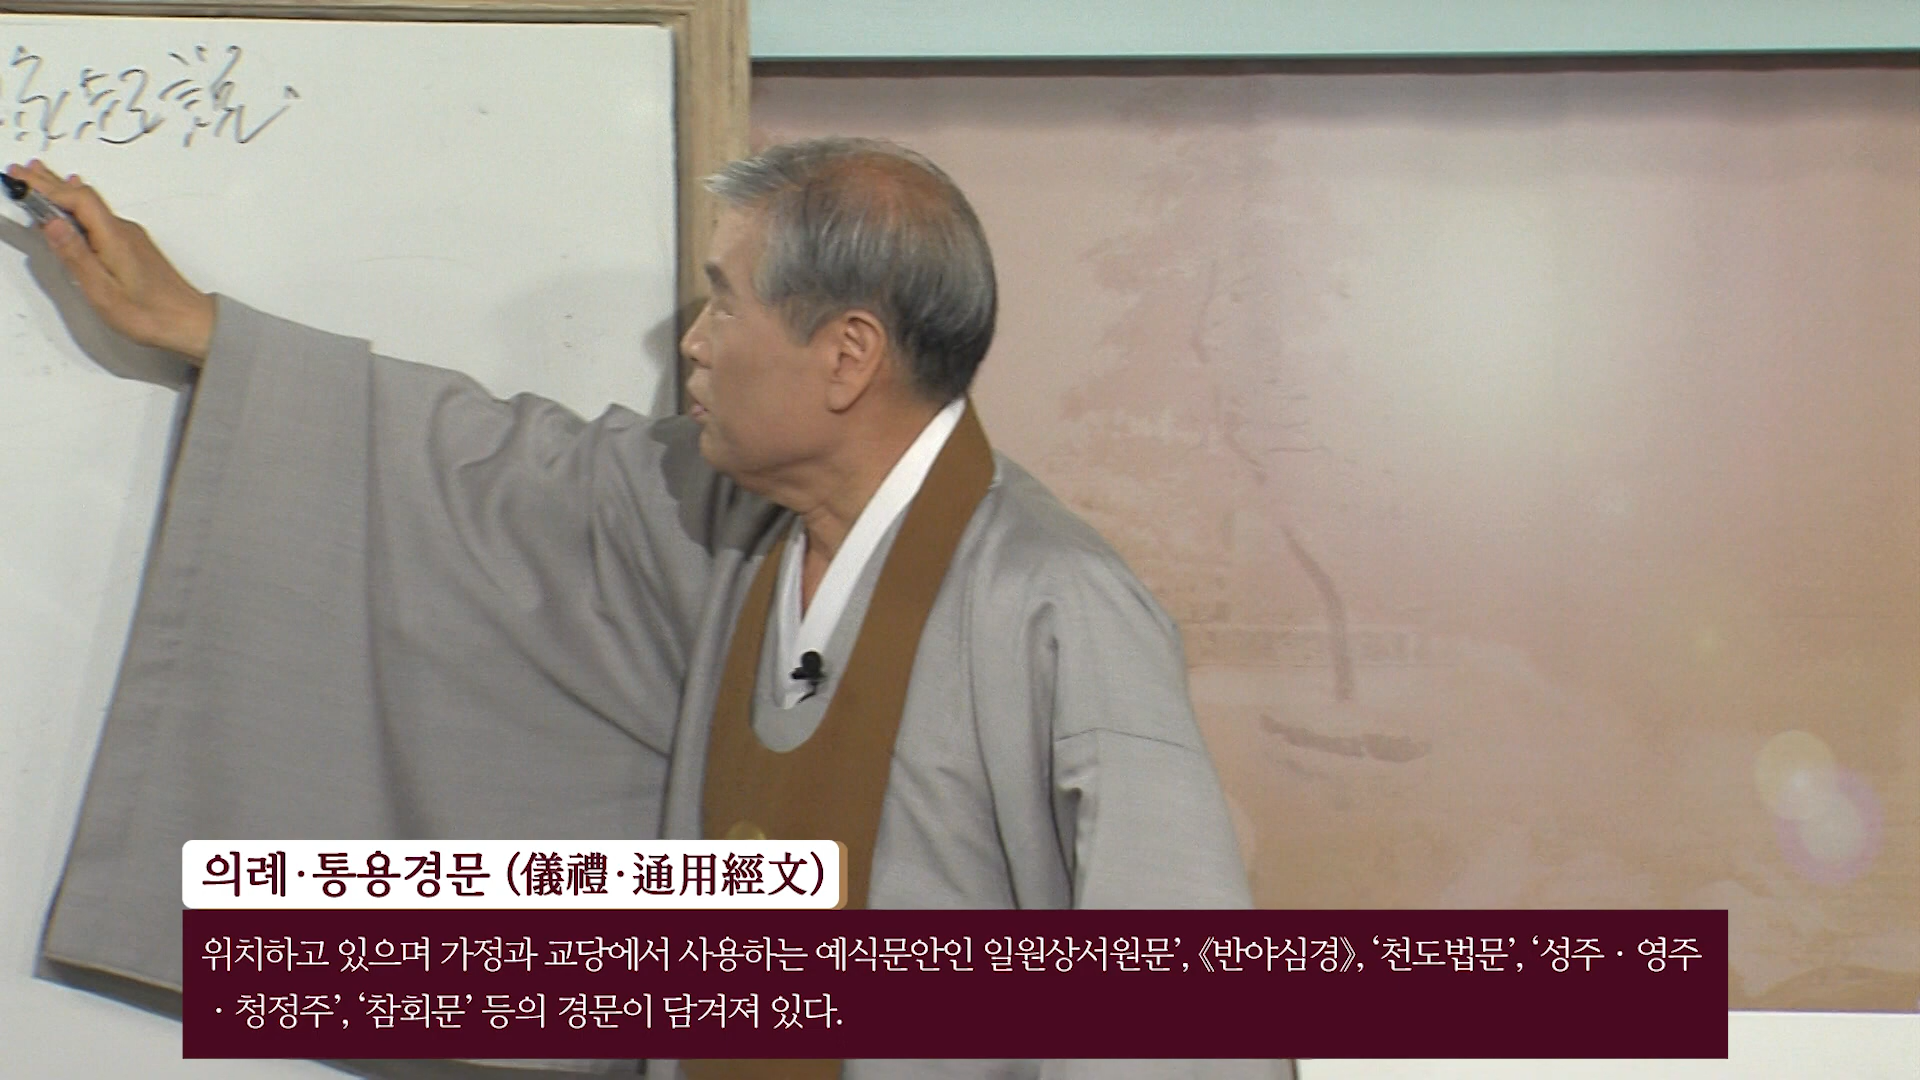 起說
의례·통용경문 (儀禮·通用經文)
위치하고 있으며 가정과 교당에서 사용하는 예식문안인 일원상서원문’, 《반야심경》, ‘천도법문’, ‘성주 · 영주
· 청정주’, ‘참회문’ 등의 경문이 담겨져 있다.